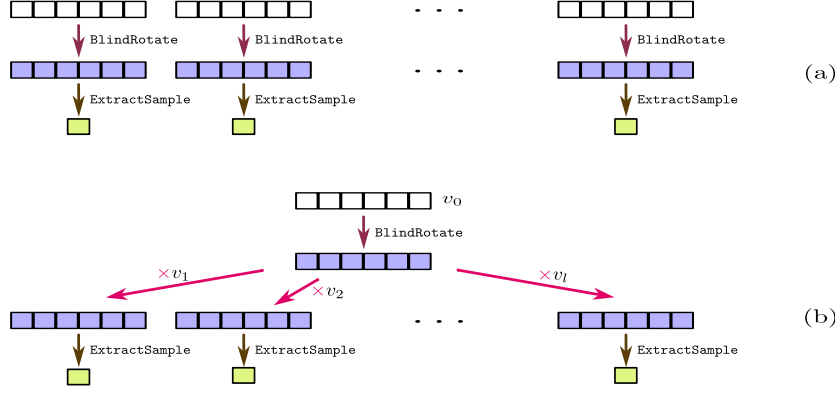 . . .
BlindRotate BlindRotate BlindRotate
. . . (a)
ExtractSample ExtractSample ExtractSample
v₀
BlindRotate
×v₁ ×v₂ ×vₗ
. . . (b)
ExtractSample ExtractSample ExtractSample